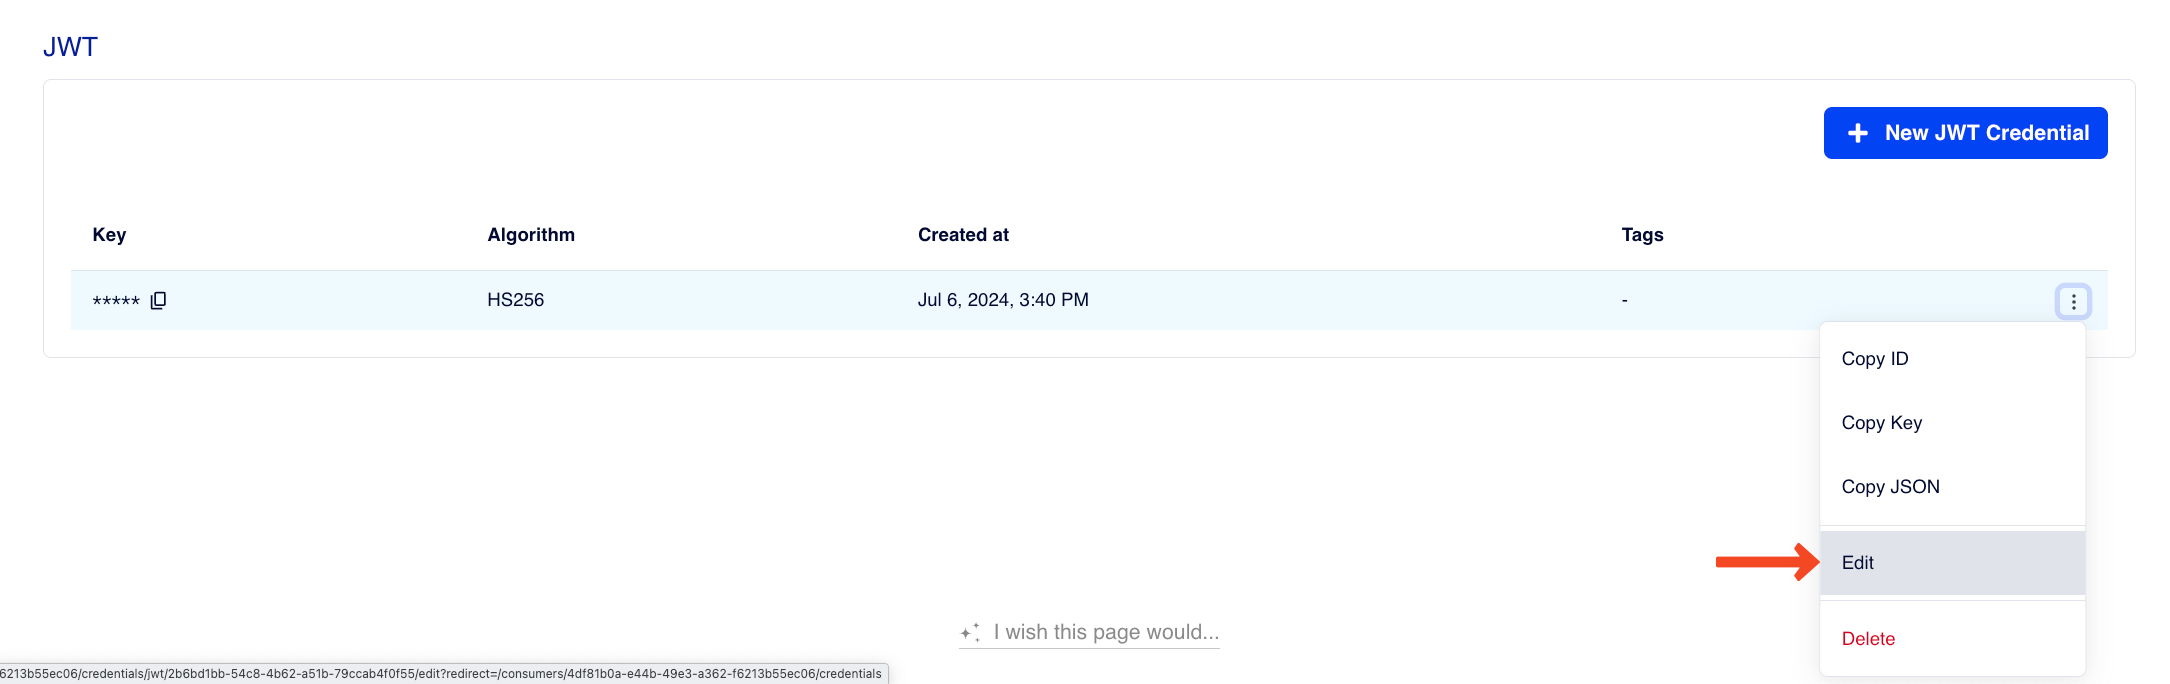 JWT
New JWT Credential
Key Algorithm Created at Tags
***** HS256 Jul 6, 2024, 3:40 PM -
Copy ID
Copy Key
Copy JSON
Edit
Delete
I wish this page would...
6213b55ec06/credentials/jwt/2b6bd1bb-54c8-4b62-a51b-79ccab4f0f55/edit?redirect=/consumers/4df81b0a-e44b-49e3-a362-f6213b55ec06/credentials